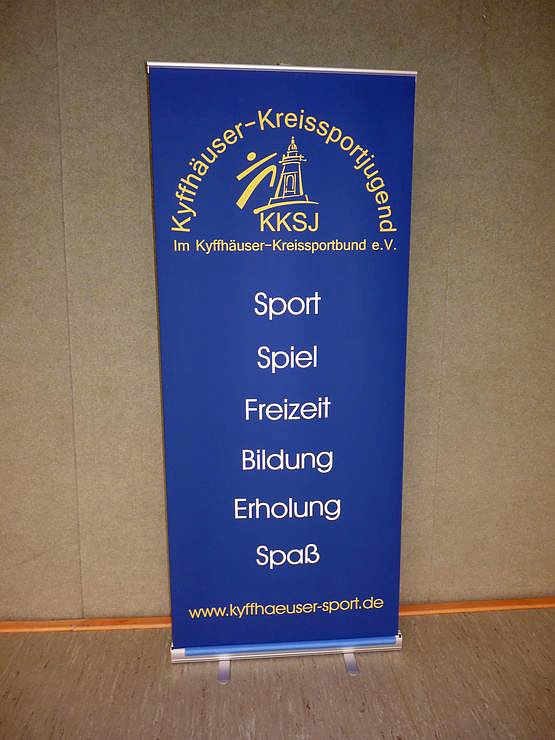 Kyffhäuser-Kreissportjugend
KKSJ
Im Kyffhäuser-Kreissportbund e.V.
Sport
Spiel
Freizeit
Bildung
Erholung
Spaß
www.kyffhaeuser-sport.de